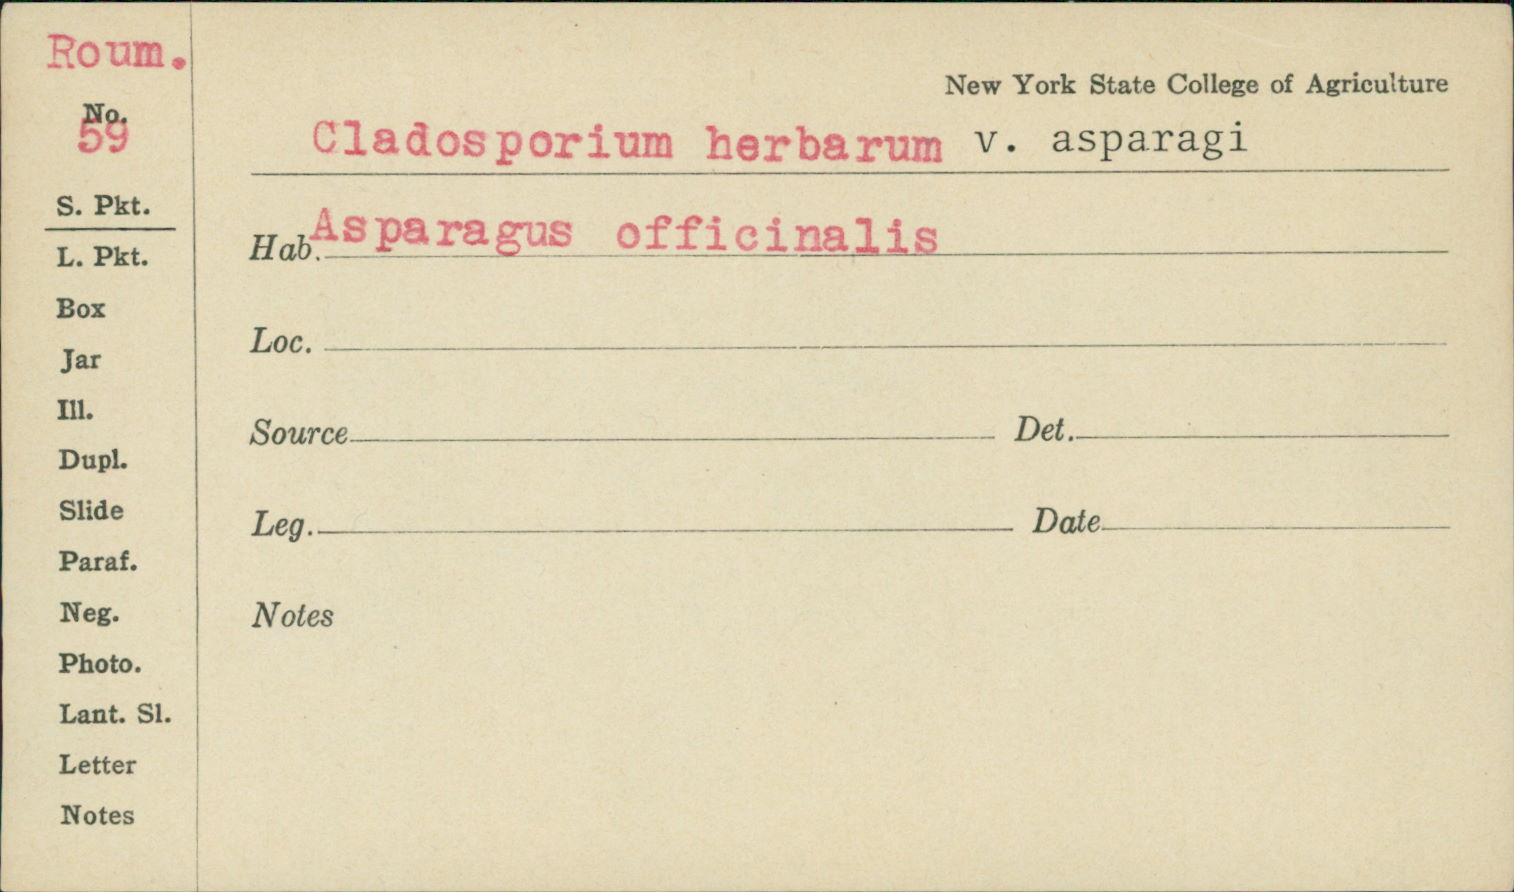 Roum.
No.
59
S. Pkt.
L. Pkt.
Box
Jar
Ill.
Dupl.
Slide
Paraf.
Neg.
Photo.
Lant. Sl.
Letter
Notes
New York State College of Agriculture
Cladosporium herbarum v. asparagi
Hab. Asparagus officinalis
Loc.
Source Det.
Leg. Date
Notes